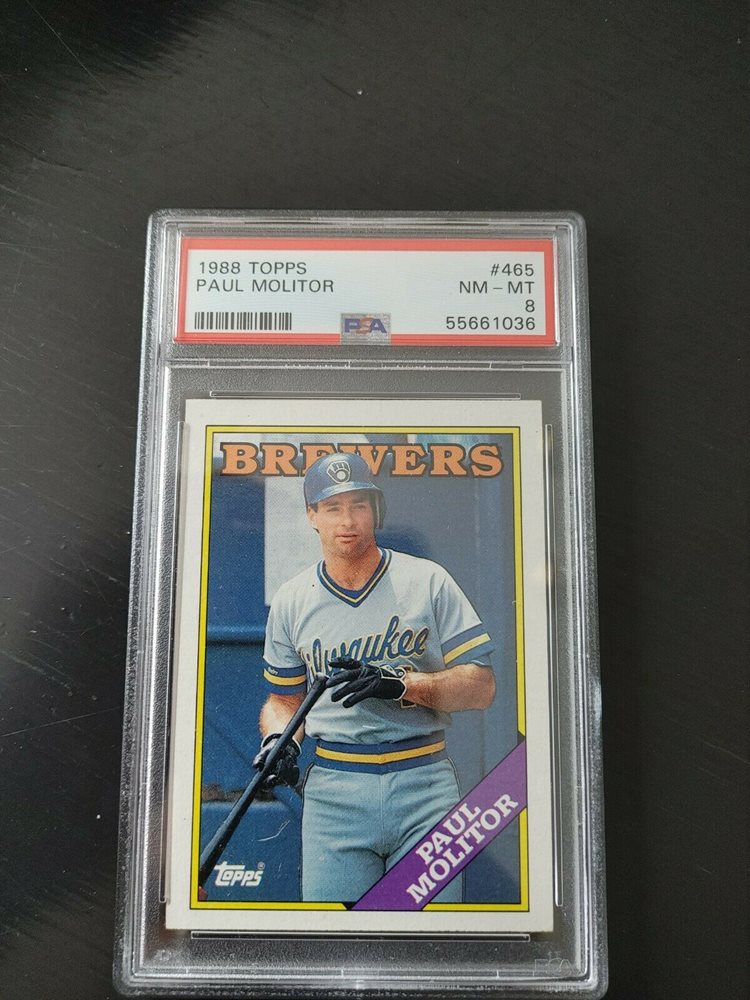 1988 TOPPS #465
PAUL MOLITOR NM - MT
8
PSA 55661036
BREWERS
Milwaukee
PAUL
MOLITOR
topps®